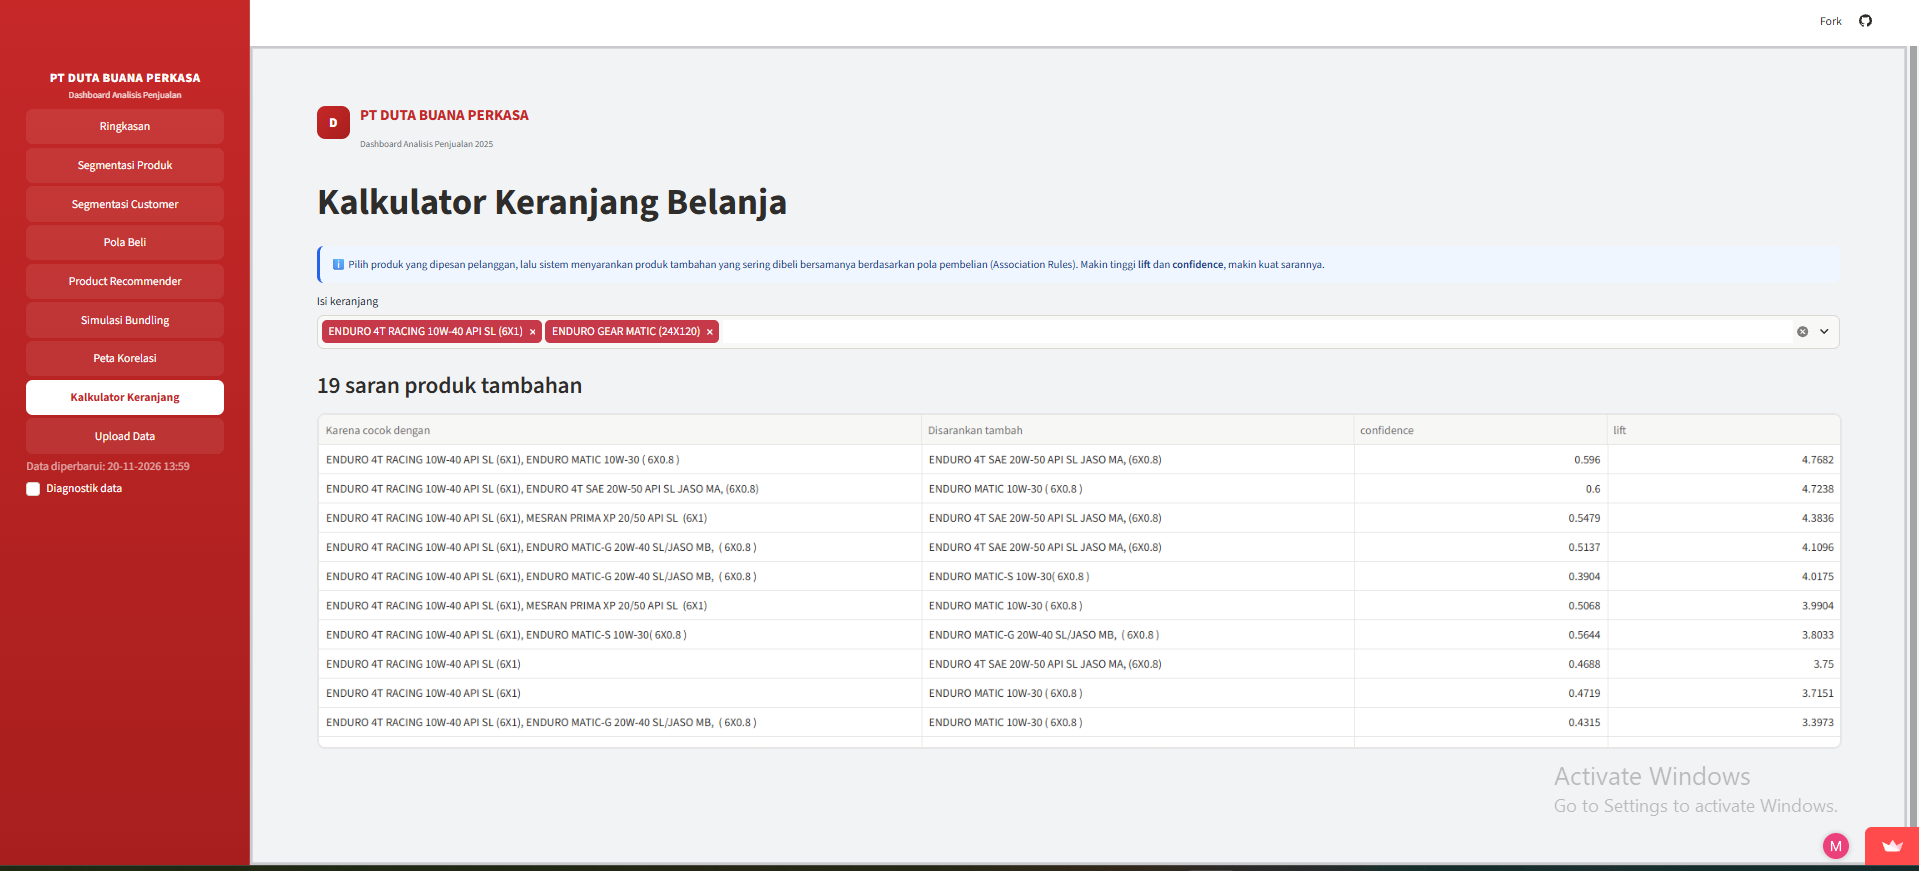 Fork
PT DUTA BUANA PERKASA
Dashboard Analisis Penjualan
Ringkasan
Segmentasi Produk
Segmentasi Customer
Pola Beli
Product Recommender
Simulasi Bundling
Peta Korelasi
Kalkulator Keranjang
Upload Data
Data diperbarui: 20-11-2026 13:59
Diagnostik data
D
PT DUTA BUANA PERKASA
Dashboard Analisis Penjualan 2025
Kalkulator Keranjang Belanja
Pilih produk yang dipesan pelanggan, lalu sistem menyarankan produk tambahan yang sering dibeli bersamanya berdasarkan pola pembelian (Association Rules). Makin tinggi lift dan confidence, makin kuat sarannya.
Isi keranjang
ENDURO 4T RACING 10W-40 API SL (6X1) × ENDURO GEAR MATIC (24X120) ×
19 saran produk tambahan
Karena cocok dengan Disarankan tambah confidence lift
ENDURO 4T RACING 10W-40 API SL (6X1), ENDURO MATIC 10W-30 ( 6X0.8 ) ENDURO 4T SAE 20W-50 API SL JASO MA, (6X0.8) 0.596 4.7682
ENDURO 4T RACING 10W-40 API SL (6X1), ENDURO 4T SAE 20W-50 API SL JASO MA, (6X0.8) ENDURO MATIC 10W-30 ( 6X0.8 ) 0.6 4.7238
ENDURO 4T RACING 10W-40 API SL (6X1), MESRAN PRIMA XP 20/50 API SL (6X1) ENDURO 4T SAE 20W-50 API SL JASO MA, (6X0.8) 0.5479 4.3836
ENDURO 4T RACING 10W-40 API SL (6X1), ENDURO MATIC-G 20W-40 SL/JASO MB, ( 6X0.8 ) ENDURO 4T SAE 20W-50 API SL JASO MA, (6X0.8) 0.5137 4.1096
ENDURO 4T RACING 10W-40 API SL (6X1), ENDURO MATIC-G 20W-40 SL/JASO MB, ( 6X0.8 ) ENDURO MATIC-S 10W-30( 6X0.8 ) 0.3904 4.0175
ENDURO 4T RACING 10W-40 API SL (6X1), MESRAN PRIMA XP 20/50 API SL (6X1) ENDURO MATIC 10W-30 ( 6X0.8 ) 0.5068 3.9904
ENDURO 4T RACING 10W-40 API SL (6X1), ENDURO MATIC-S 10W-30( 6X0.8 ) ENDURO MATIC-G 20W-40 SL/JASO MB, ( 6X0.8 ) 0.5644 3.8033
ENDURO 4T RACING 10W-40 API SL (6X1) ENDURO 4T SAE 20W-50 API SL JASO MA, (6X0.8) 0.4688 3.75
ENDURO 4T RACING 10W-40 API SL (6X1) ENDURO MATIC 10W-30 ( 6X0.8 ) 0.4719 3.7151
ENDURO 4T RACING 10W-40 API SL (6X1), ENDURO MATIC-G 20W-40 SL/JASO MB, ( 6X0.8 ) ENDURO MATIC 10W-30 ( 6X0.8 ) 0.4315 3.3973
Activate Windows
Go to Settings to activate Windows.
M